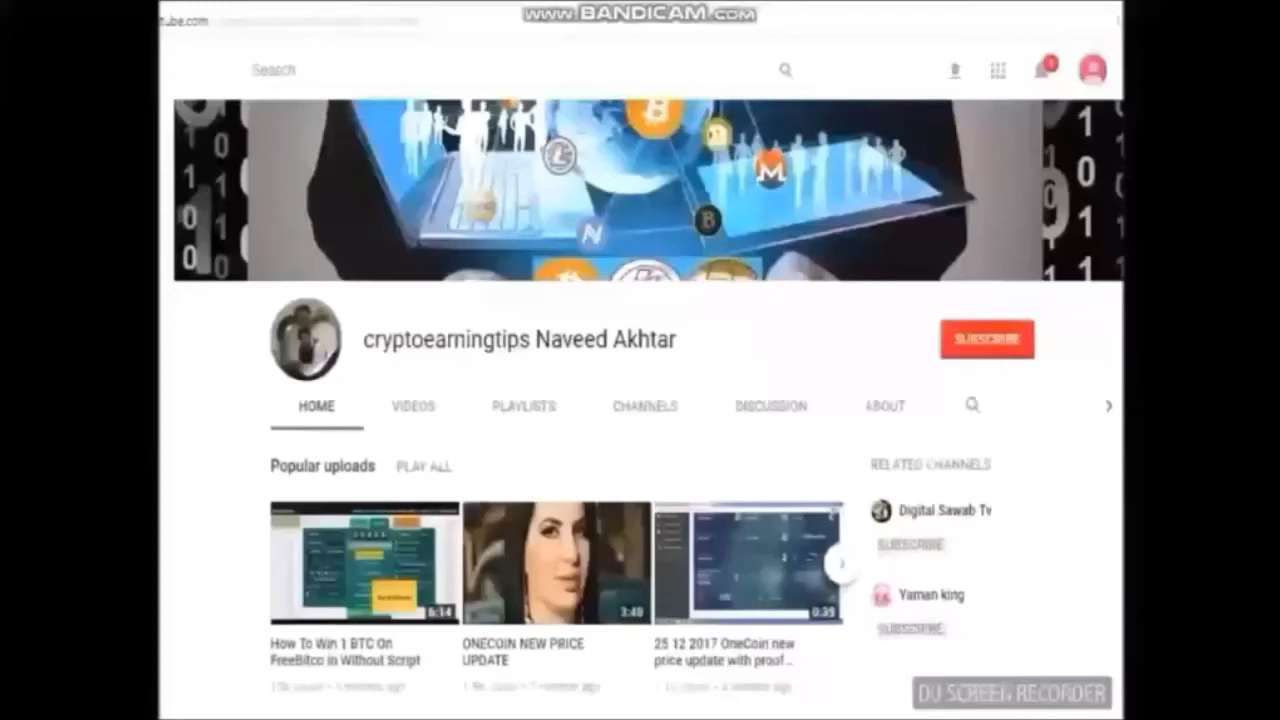 www.BANDICAM.com
Search
cryptoearningtips Naveed Akhtar
SUBSCRIBE
HOME VIDEOS PLAYLISTS CHANNELS DISCUSSION ABOUT
Popular uploads PLAY ALL
RELATED CHANNELS
Digital Sawab Tv
SUBSCRIBE
Yaman king
SUBSCRIBE
6:14
3:48
0:39
How To Win 1 BTC On
FreeBitco in Without Script
ONECOIN NEW PRICE
UPDATE
25 12 2017 OneCoin new
price update with proof...
DU SCREEN RECORDER